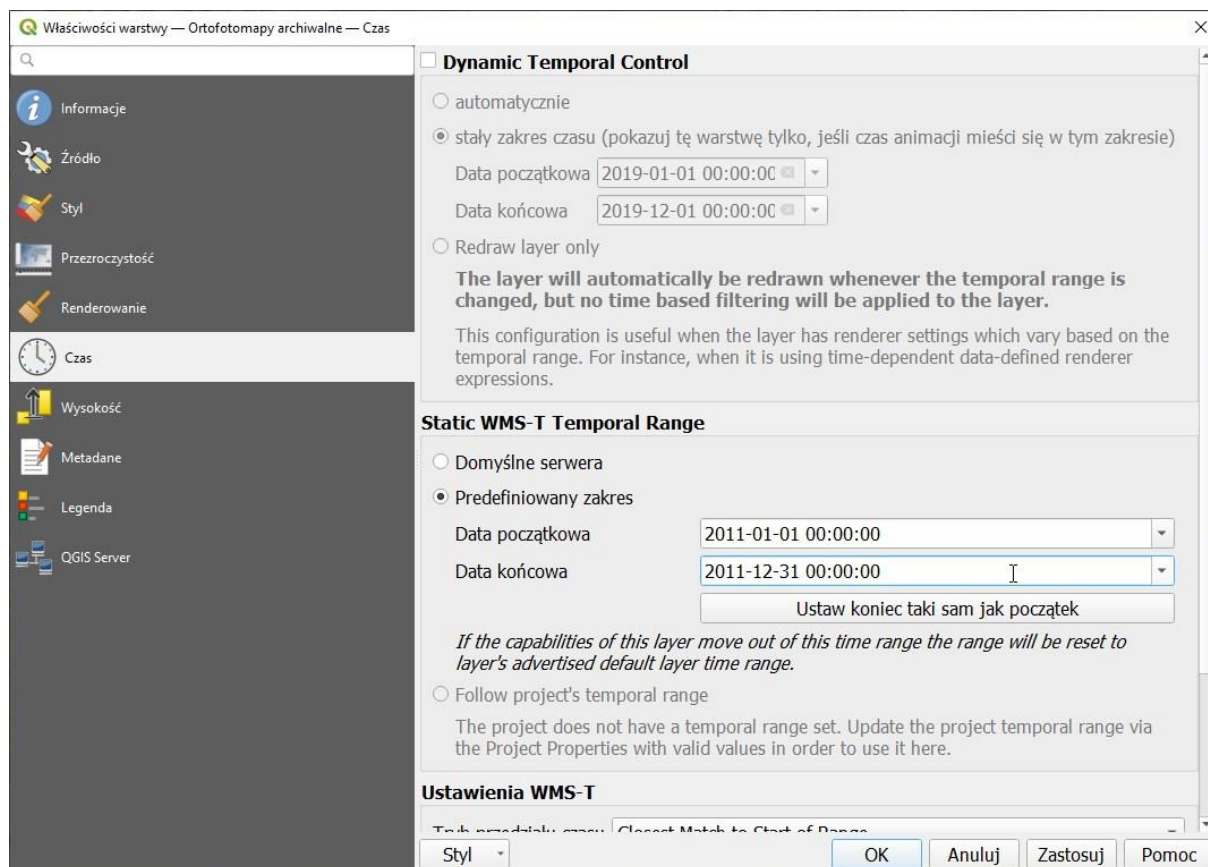 Właściwości warstwy — Ortofotomapy archiwalne — Czas
Informacje
Źródło
Styl
Przezroczystość
Renderowanie
Czas
Wysokość
Metadane
Legenda
QGIS Server
Dynamic Temporal Control
automatycznie
stały zakres czasu (pokazuj tę warstwę tylko, jeśli czas animacji mieści się w tym zakresie)
Data początkowa 2019-01-01 00:00:00
Data końcowa 2019-12-01 00:00:00
Redraw layer only
The layer will automatically be redrawn whenever the temporal range is
changed, but no time based filtering will be applied to the layer.
This configuration is useful when the layer has renderer settings which vary based on the
temporal range. For instance, when it is using time-dependent data-defined renderer
expressions.
Static WMS-T Temporal Range
Domyślne serwera
Predefiniowany zakres
Data początkowa 2011-01-01 00:00:00
Data końcowa 2011-12-31 00:00:00
Ustaw koniec taki sam jak początek
If the capabilities of this layer move out of this time range the range will be reset to
layer's advertised default layer time range.
Follow project's temporal range
The project does not have a temporal range set. Update the project temporal range via
the Project Properties with valid values in order to use it here.
Ustawienia WMS-T
Tryb przedziału czasu Closest Match to Start of Range
Styl OK Anuluj Zastosuj Pomoc